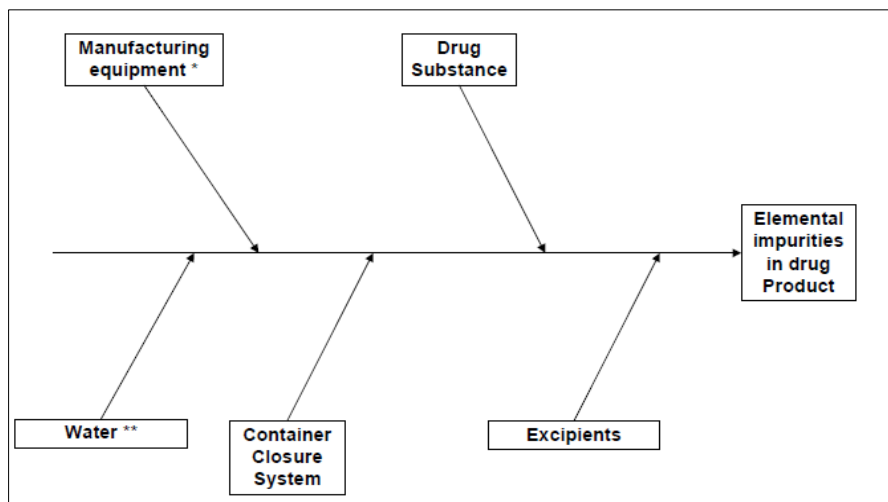 Manufacturing
equipment *
Drug
Substance
Elemental
impurities
in drug
Product
Water **
Container
Closure
System
Excipients